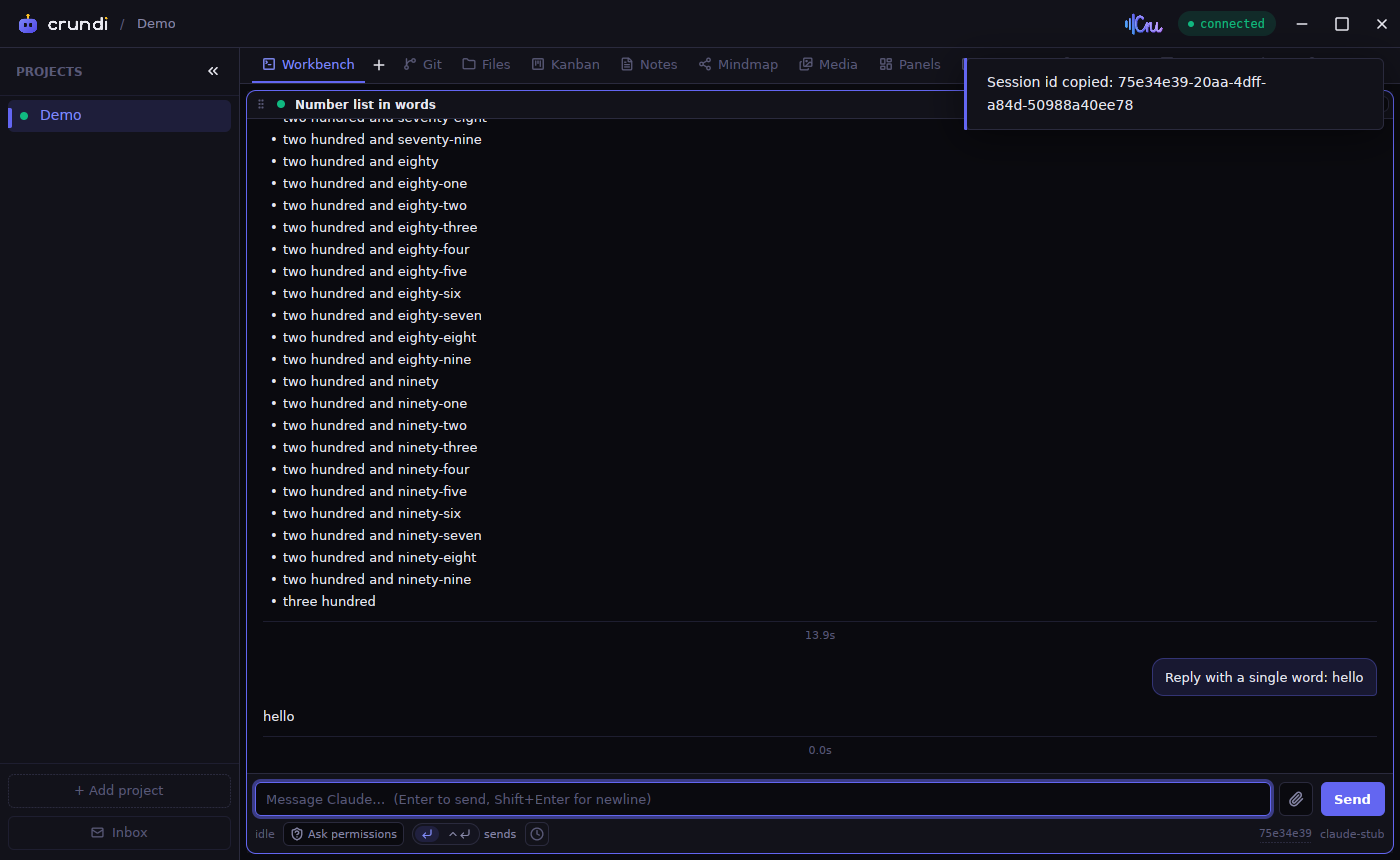 crundi / Demo
Cru
connected
PROJECTS
Workbench
Git
Files
Kanban
Notes
Mindmap
Media
Panels
Session id copied: 75e34e39-20aa-4dff-
a84d-50988a40ee78
Demo
Number list in words
two hundred and seventy-eight
• two hundred and seventy-nine
• two hundred and eighty
• two hundred and eighty-one
• two hundred and eighty-two
• two hundred and eighty-three
• two hundred and eighty-four
• two hundred and eighty-five
• two hundred and eighty-six
• two hundred and eighty-seven
• two hundred and eighty-eight
• two hundred and eighty-nine
• two hundred and ninety
• two hundred and ninety-one
• two hundred and ninety-two
• two hundred and ninety-three
• two hundred and ninety-four
• two hundred and ninety-five
• two hundred and ninety-six
• two hundred and ninety-seven
• two hundred and ninety-eight
• two hundred and ninety-nine
• three hundred
13.9s
Reply with a single word: hello
hello
0.0s
+ Add project
Inbox
Message Claude... (Enter to send, Shift+Enter for newline)
Send
idle
Ask permissions
sends
75e34e39
claude-stub